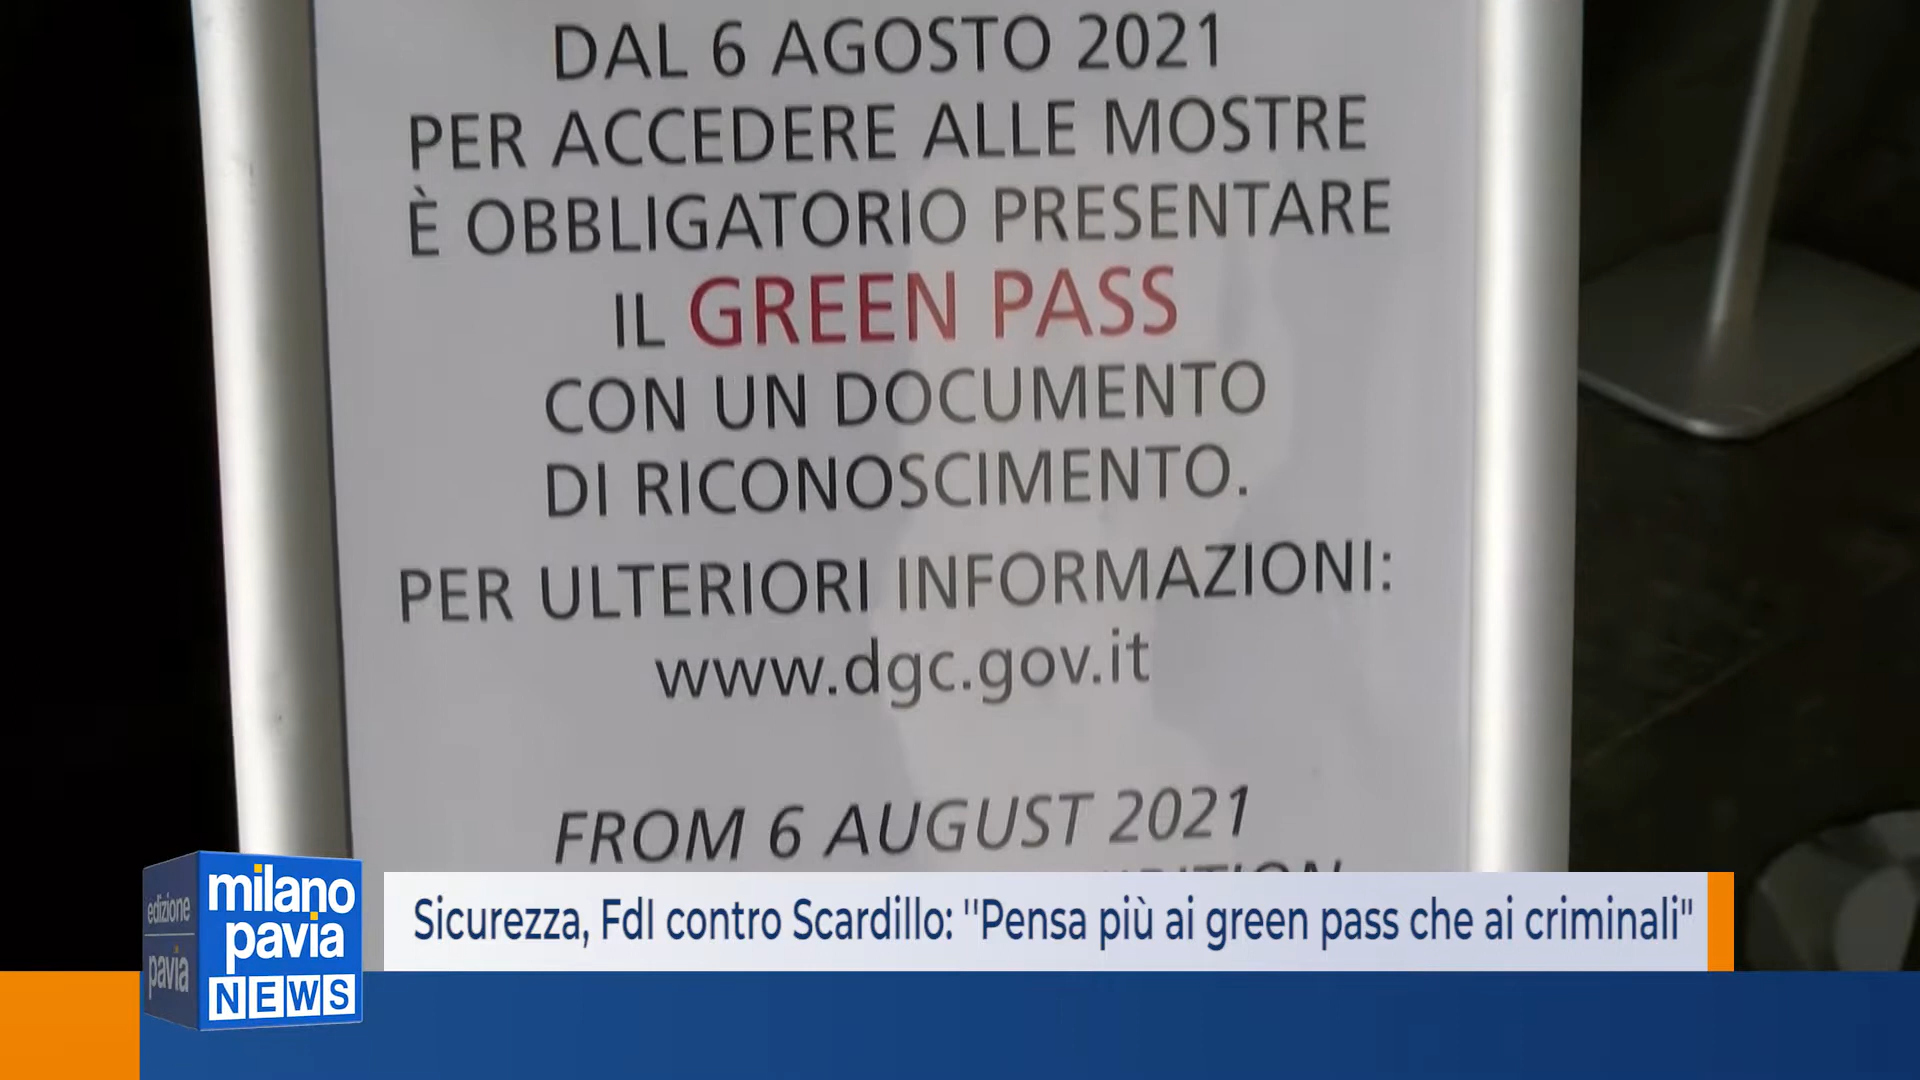 DAL 6 AGOSTO 2021
PER ACCEDERE ALLE MOSTRE
È OBBLIGATORIO PRESENTARE
IL GREEN PASS
CON UN DOCUMENTO
DI RICONOSCIMENTO.
PER ULTERIORI INFORMAZIONI:
www.dgc.gov.it
FROM 6 AUGUST 2021
edizione
pavia
milano
pavia
NEWS
Sicurezza, FdI contro Scardillo: "Pensa più ai green pass che ai criminali"